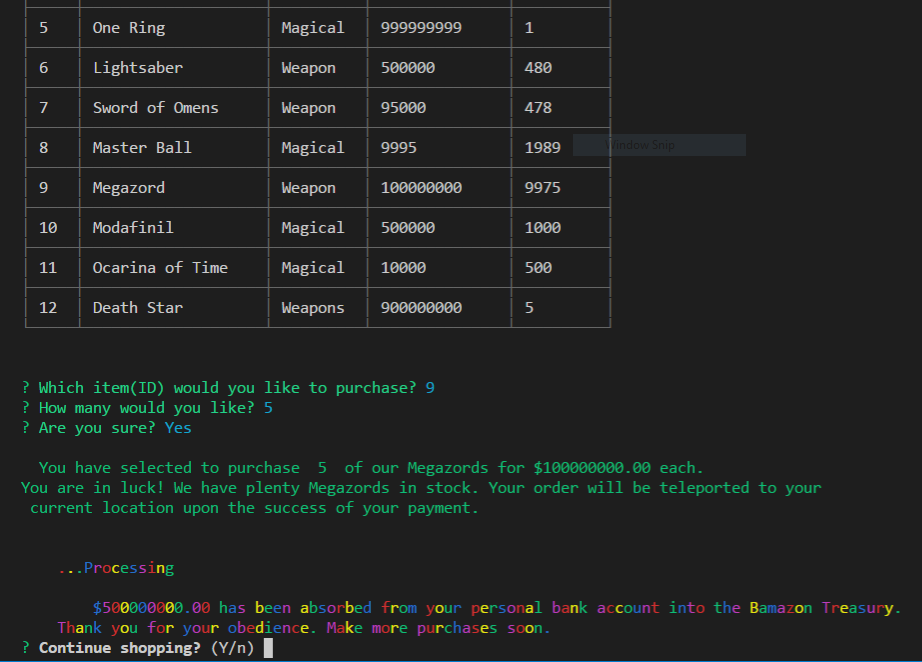 5 One Ring Magical 999999999 1
6 Lightsaber Weapon 500000 480
7 Sword of Omens Weapon 95000 478
8 Master Ball Magical 9995 1989 Window Snip
9 Megazord Weapon 100000000 9975
10 Modafinil Magical 500000 1000
11 Ocarina of Time Magical 10000 500
12 Death Star Weapons 900000000 5
? Which item(ID) would you like to purchase? 9
? How many would you like? 5
? Are you sure? Yes
You have selected to purchase 5 of our Megazords for $100000000.00 each.
You are in luck! We have plenty Megazords in stock. Your order will be teleported to your
current location upon the success of your payment.
...Processing
$500000000.00 has been absorbed from your personal bank account into the Bamazon Treasury.
Thank you for your obedience. Make more purchases soon.
? Continue shopping? (Y/n)